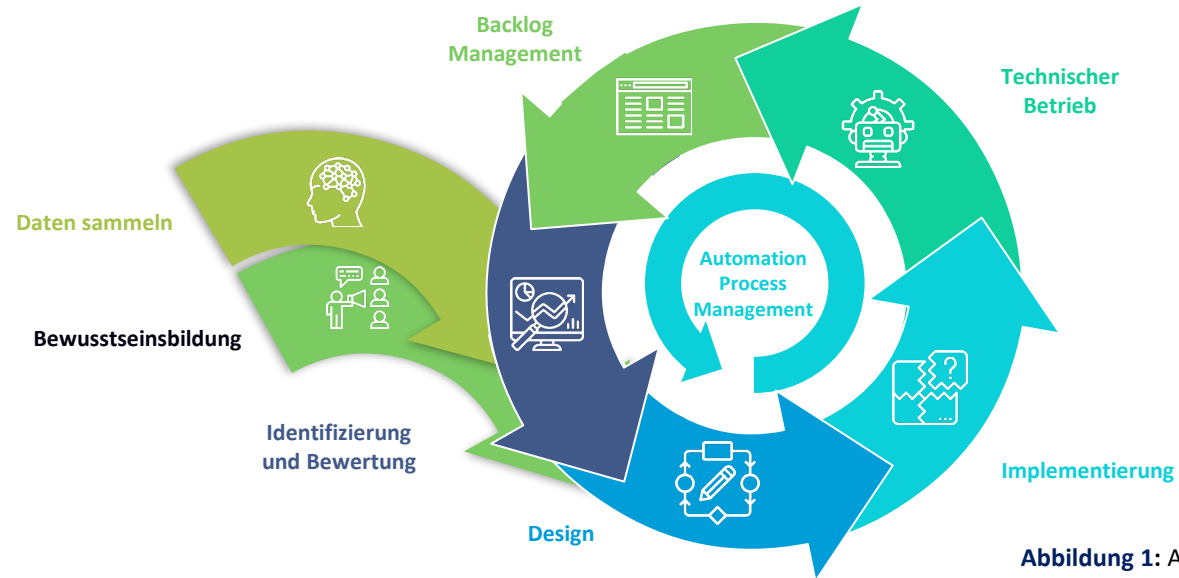 Backlog
Management
Technischer
Betrieb
Daten sammeln
Automation
Process
Management
Bewusstseinsbildung
?
Identifizierung
und Bewertung
Implementierung
Design
Abbildung 1: A